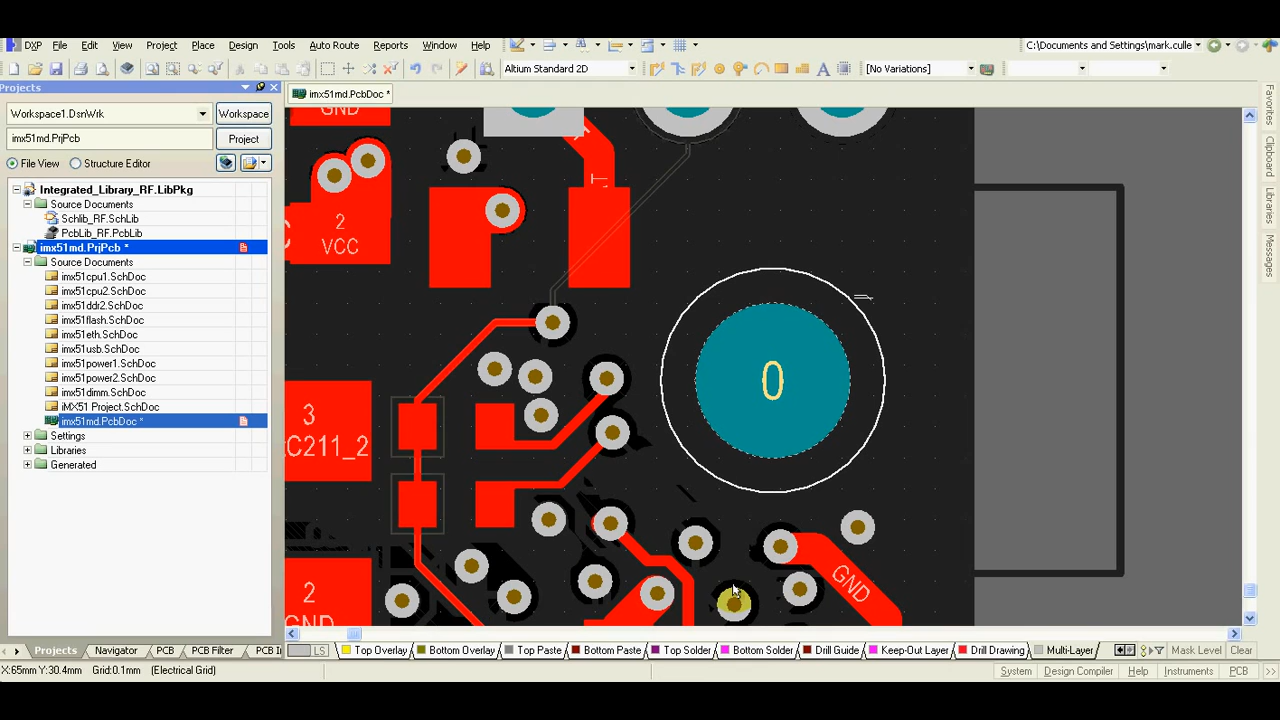 DXP File Edit View Project Place Design Tools Auto Route Reports Window Help C:\Documents and Settings\mark.culle
Altium Standard 2D [No Variations]
Projects
imx51md.PcbDoc *
Workspace1.DsnWrk Workspace
imx51md.PrjPcb Project
File View Structure Editor
Integrated_Library_RF.LibPkg
Source Documents
Schlib_RF.SchLib
PcbLib_RF.PcbLib
imx51md.PrjPcb *
Source Documents
imx51cpu1.SchDoc
imx51cpu2.SchDoc
imx51ddr2.SchDoc
imx51flash.SchDoc
imx51eth.SchDoc
imx51usb.SchDoc
imx51power1.SchDoc
imx51power2.SchDoc
imx51dimm.SchDoc
iMX51 Project.SchDoc
imx51md.PcbDoc *
Settings
Libraries
Generated
GND
2
VCC
0
3
C211_2
2
GND
GND
Favorites
Clipboard
Libraries
Messages
Projects Navigator PCB PCB Filter PCB I
LS Top Overlay Bottom Overlay Top Paste Bottom Paste Top Solder Bottom Solder Drill Guide Keep-Out Layer Drill Drawing Multi-Layer Mask Level Clear
X:65mm Y:30.4mm Grid:0.1mm (Electrical Grid) System Design Compiler Help Instruments PCB >>